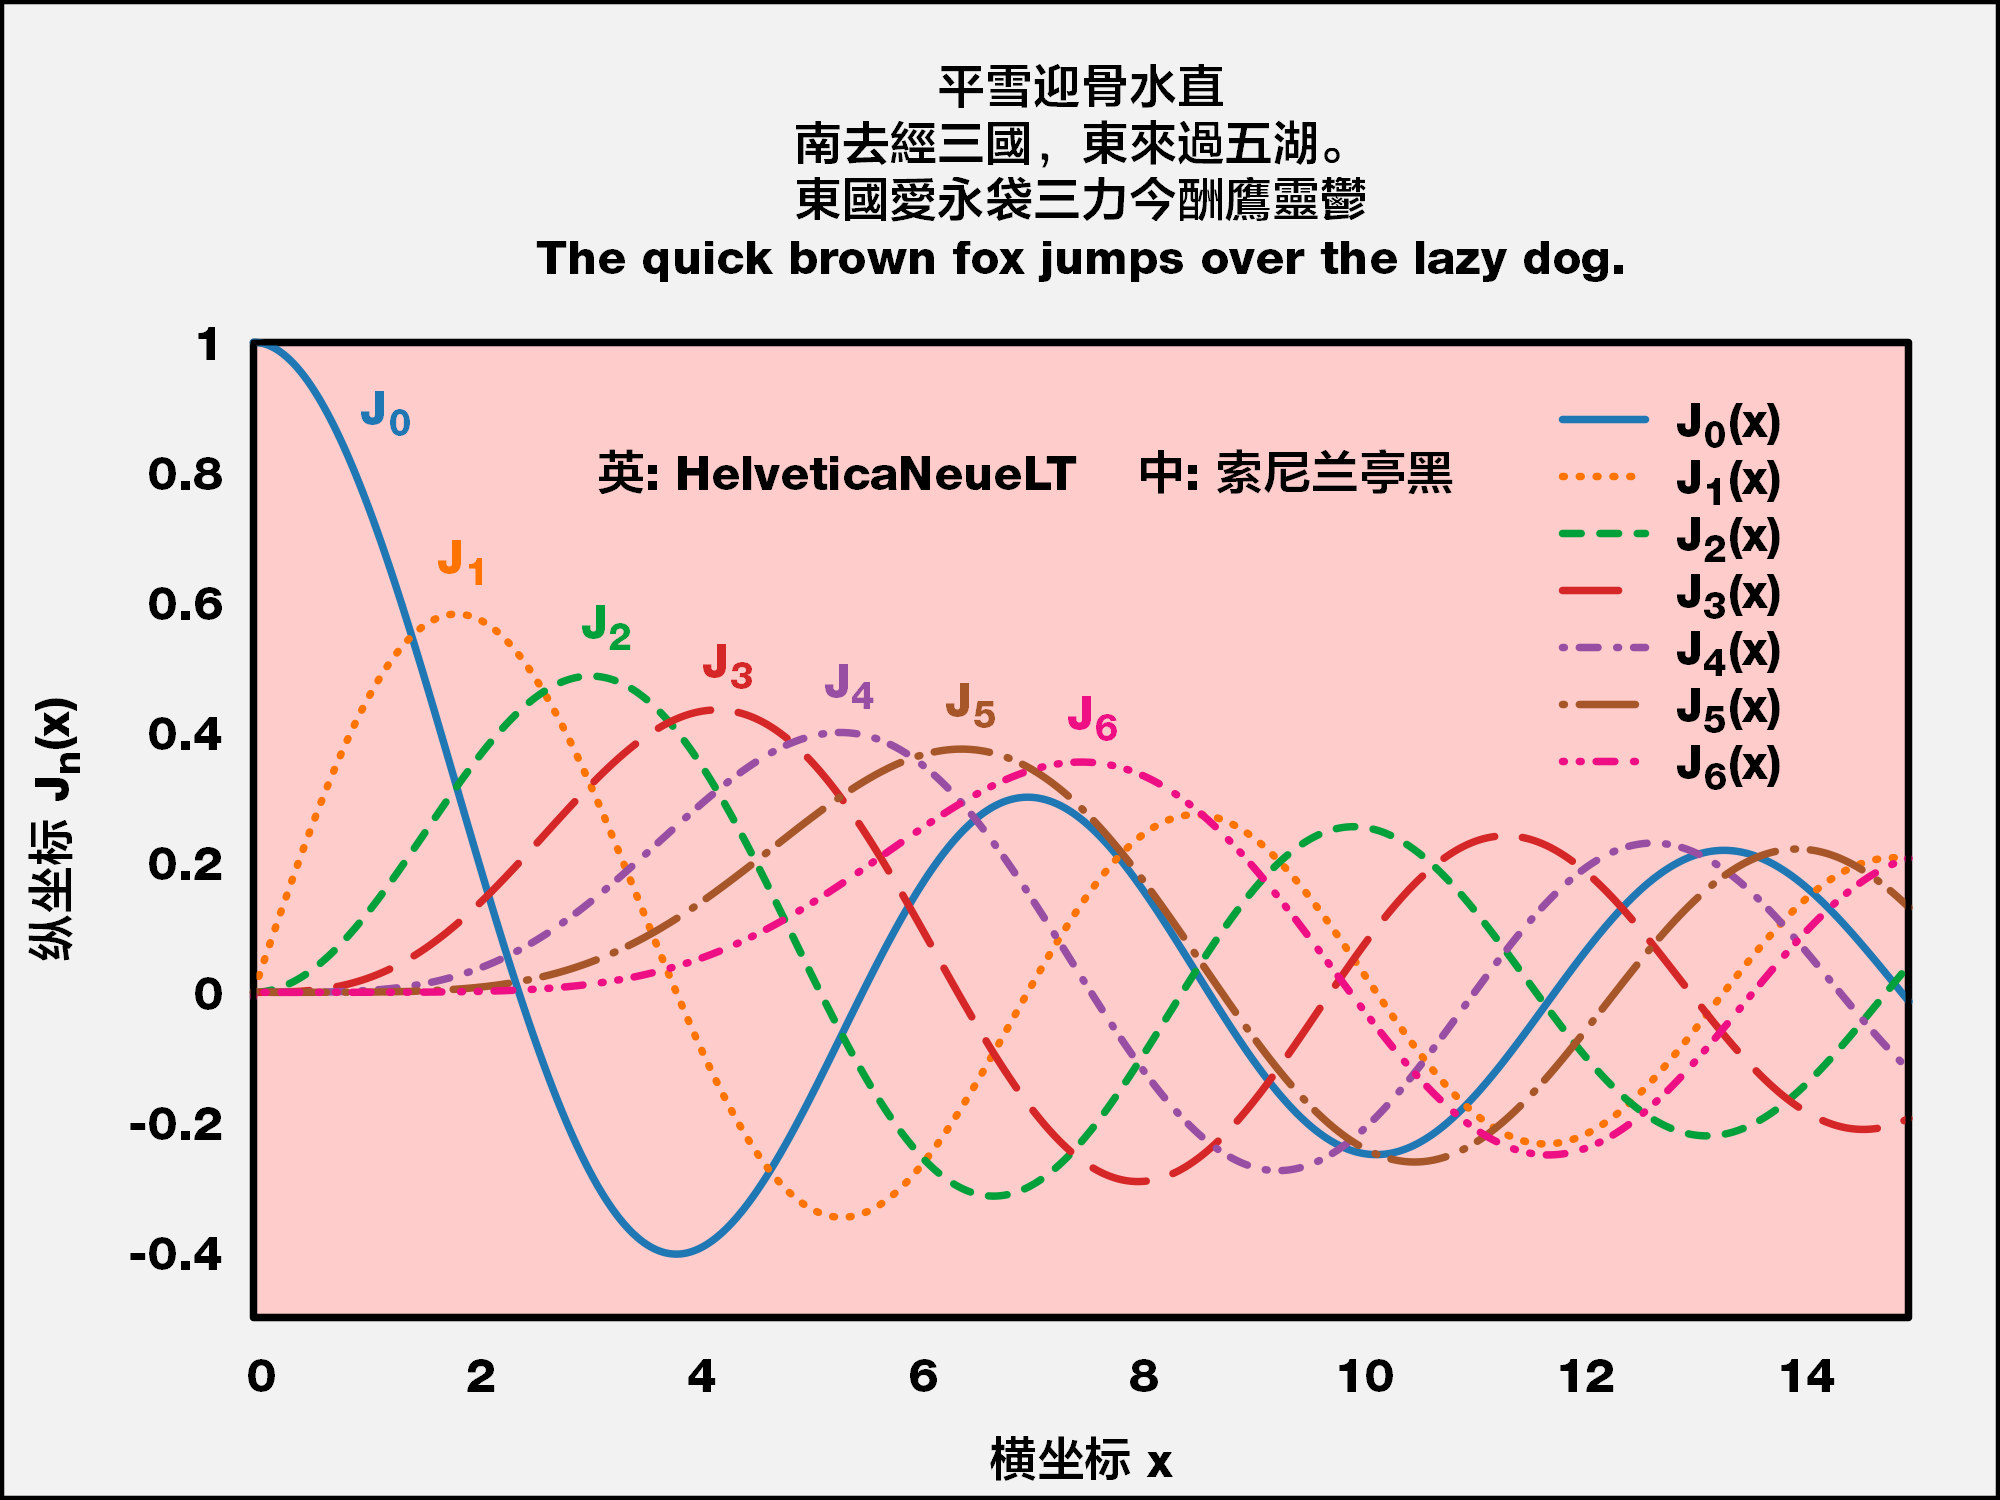 平雪迎骨水直
南去經三國，東來過五湖。
東國愛永袋三力今酬鷹靈鬱
The quick brown fox jumps over the lazy dog.
1
0.8
0.6
0.4
0.2
0
-0.2
-0.4
纵坐标 Jn(x)
J0
J1
J2
J3
J4
J5
J6
英: HelveticaNeueLT 中: 索尼兰亭黑
J0(x)
J1(x)
J2(x)
J3(x)
J4(x)
J5(x)
J6(x)
0 2 4 6 8 10 12 14
横坐标 x